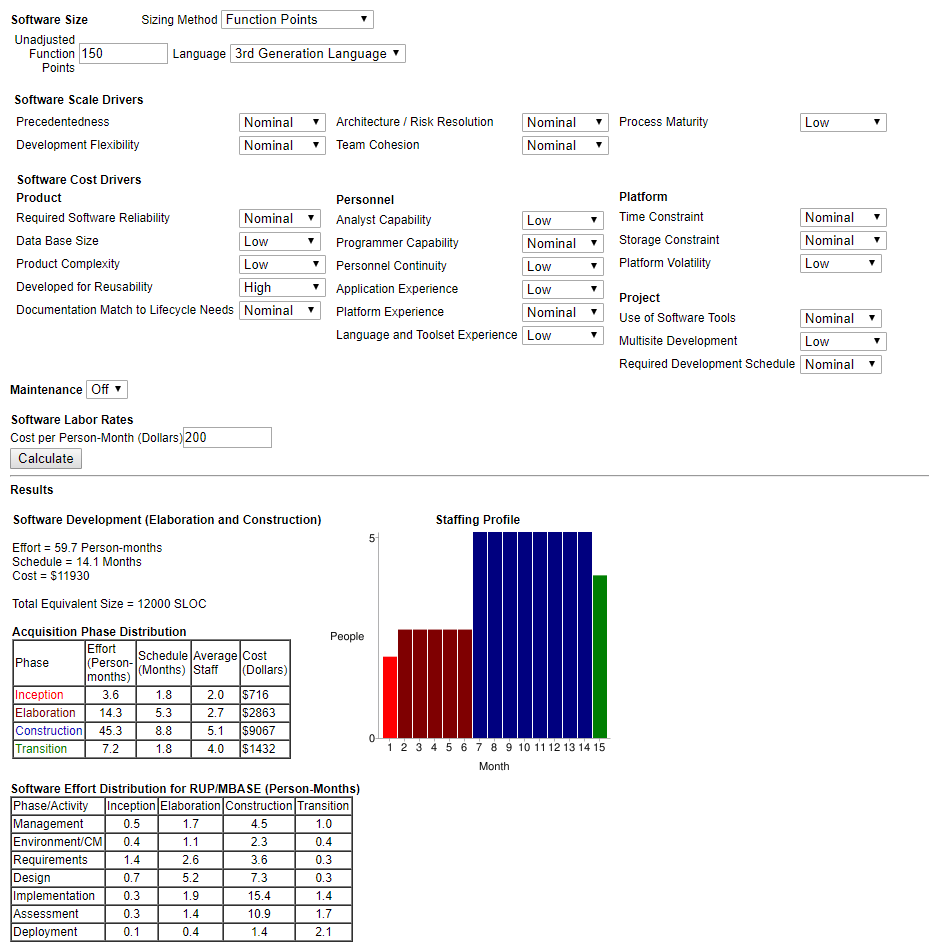 Software Size Sizing Method Function Points
Unadjusted Function Points 150 Language 3rd Generation Language
Software Scale Drivers
Precedentedness Nominal Architecture / Risk Resolution Nominal Process Maturity Low
Development Flexibility Nominal Team Cohesion Nominal
Software Cost Drivers
Product
Required Software Reliability Nominal
Data Base Size Low
Product Complexity Low
Developed for Reusability High
Documentation Match to Lifecycle Needs Nominal
Personnel
Analyst Capability Low
Programmer Capability Nominal
Personnel Continuity Low
Application Experience Low
Platform Experience Nominal
Language and Toolset Experience Low
Platform
Time Constraint Nominal
Storage Constraint Nominal
Platform Volatility Low
Project
Use of Software Tools Nominal
Multisite Development Low
Required Development Schedule Nominal
Maintenance Off
Software Labor Rates
Cost per Person-Month (Dollars) 200
Calculate
Results
Software Development (Elaboration and Construction)
Effort = 59.7 Person-months
Schedule = 14.1 Months
Cost = $11930
Total Equivalent Size = 12000 SLOC
Acquisition Phase Distribution
Phase Effort (Person-months) Schedule (Months) Average Staff Cost (Dollars)
Inception 3.6 1.8 2.0 $716
Elaboration 14.3 5.3 2.7 $2863
Construction 45.3 8.8 5.1 $9067
Transition 7.2 1.8 4.0 $1432
Staffing Profile
5
People
0
1 2 3 4 5 6 7 8 9 10 11 12 13 14 15
Month
Software Effort Distribution for RUP/MBASE (Person-Months)
Phase/Activity Inception Elaboration Construction Transition
Management 0.5 1.7 4.5 1.0
Environment/CM 0.4 1.1 2.3 0.4
Requirements 1.4 2.6 3.6 0.3
Design 0.7 5.2 7.3 0.3
Implementation 0.3 1.9 15.4 1.4
Assessment 0.3 1.4 10.9 1.7
Deployment 0.1 0.4 1.4 2.1